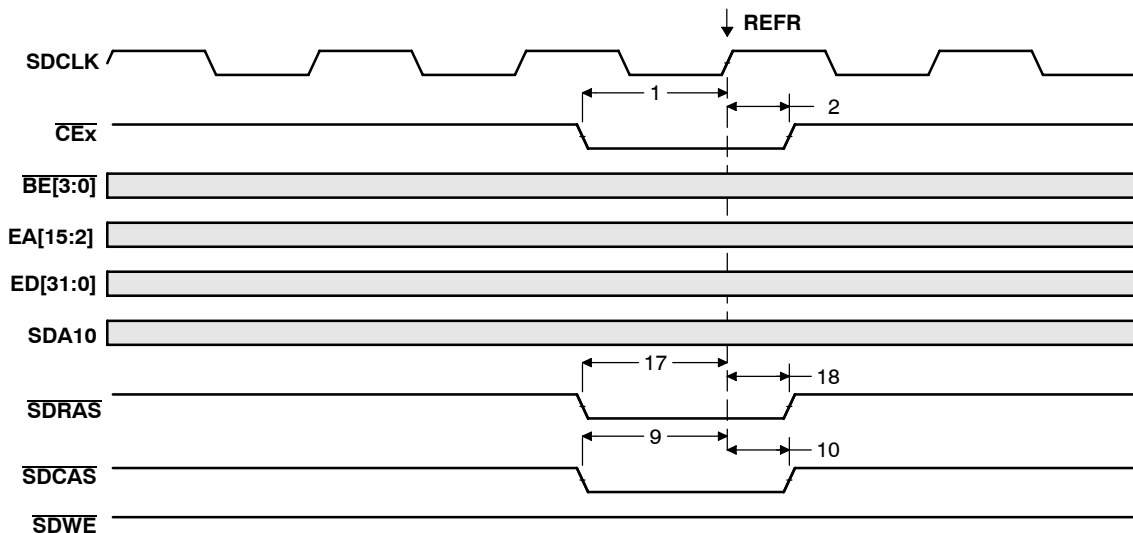 REFR
SDCLK
1
2
CEx
BE[3:0]
EA[15:2]
ED[31:0]
SDA10
17
18
SDRAS
9
10
SDCAS
SDWE